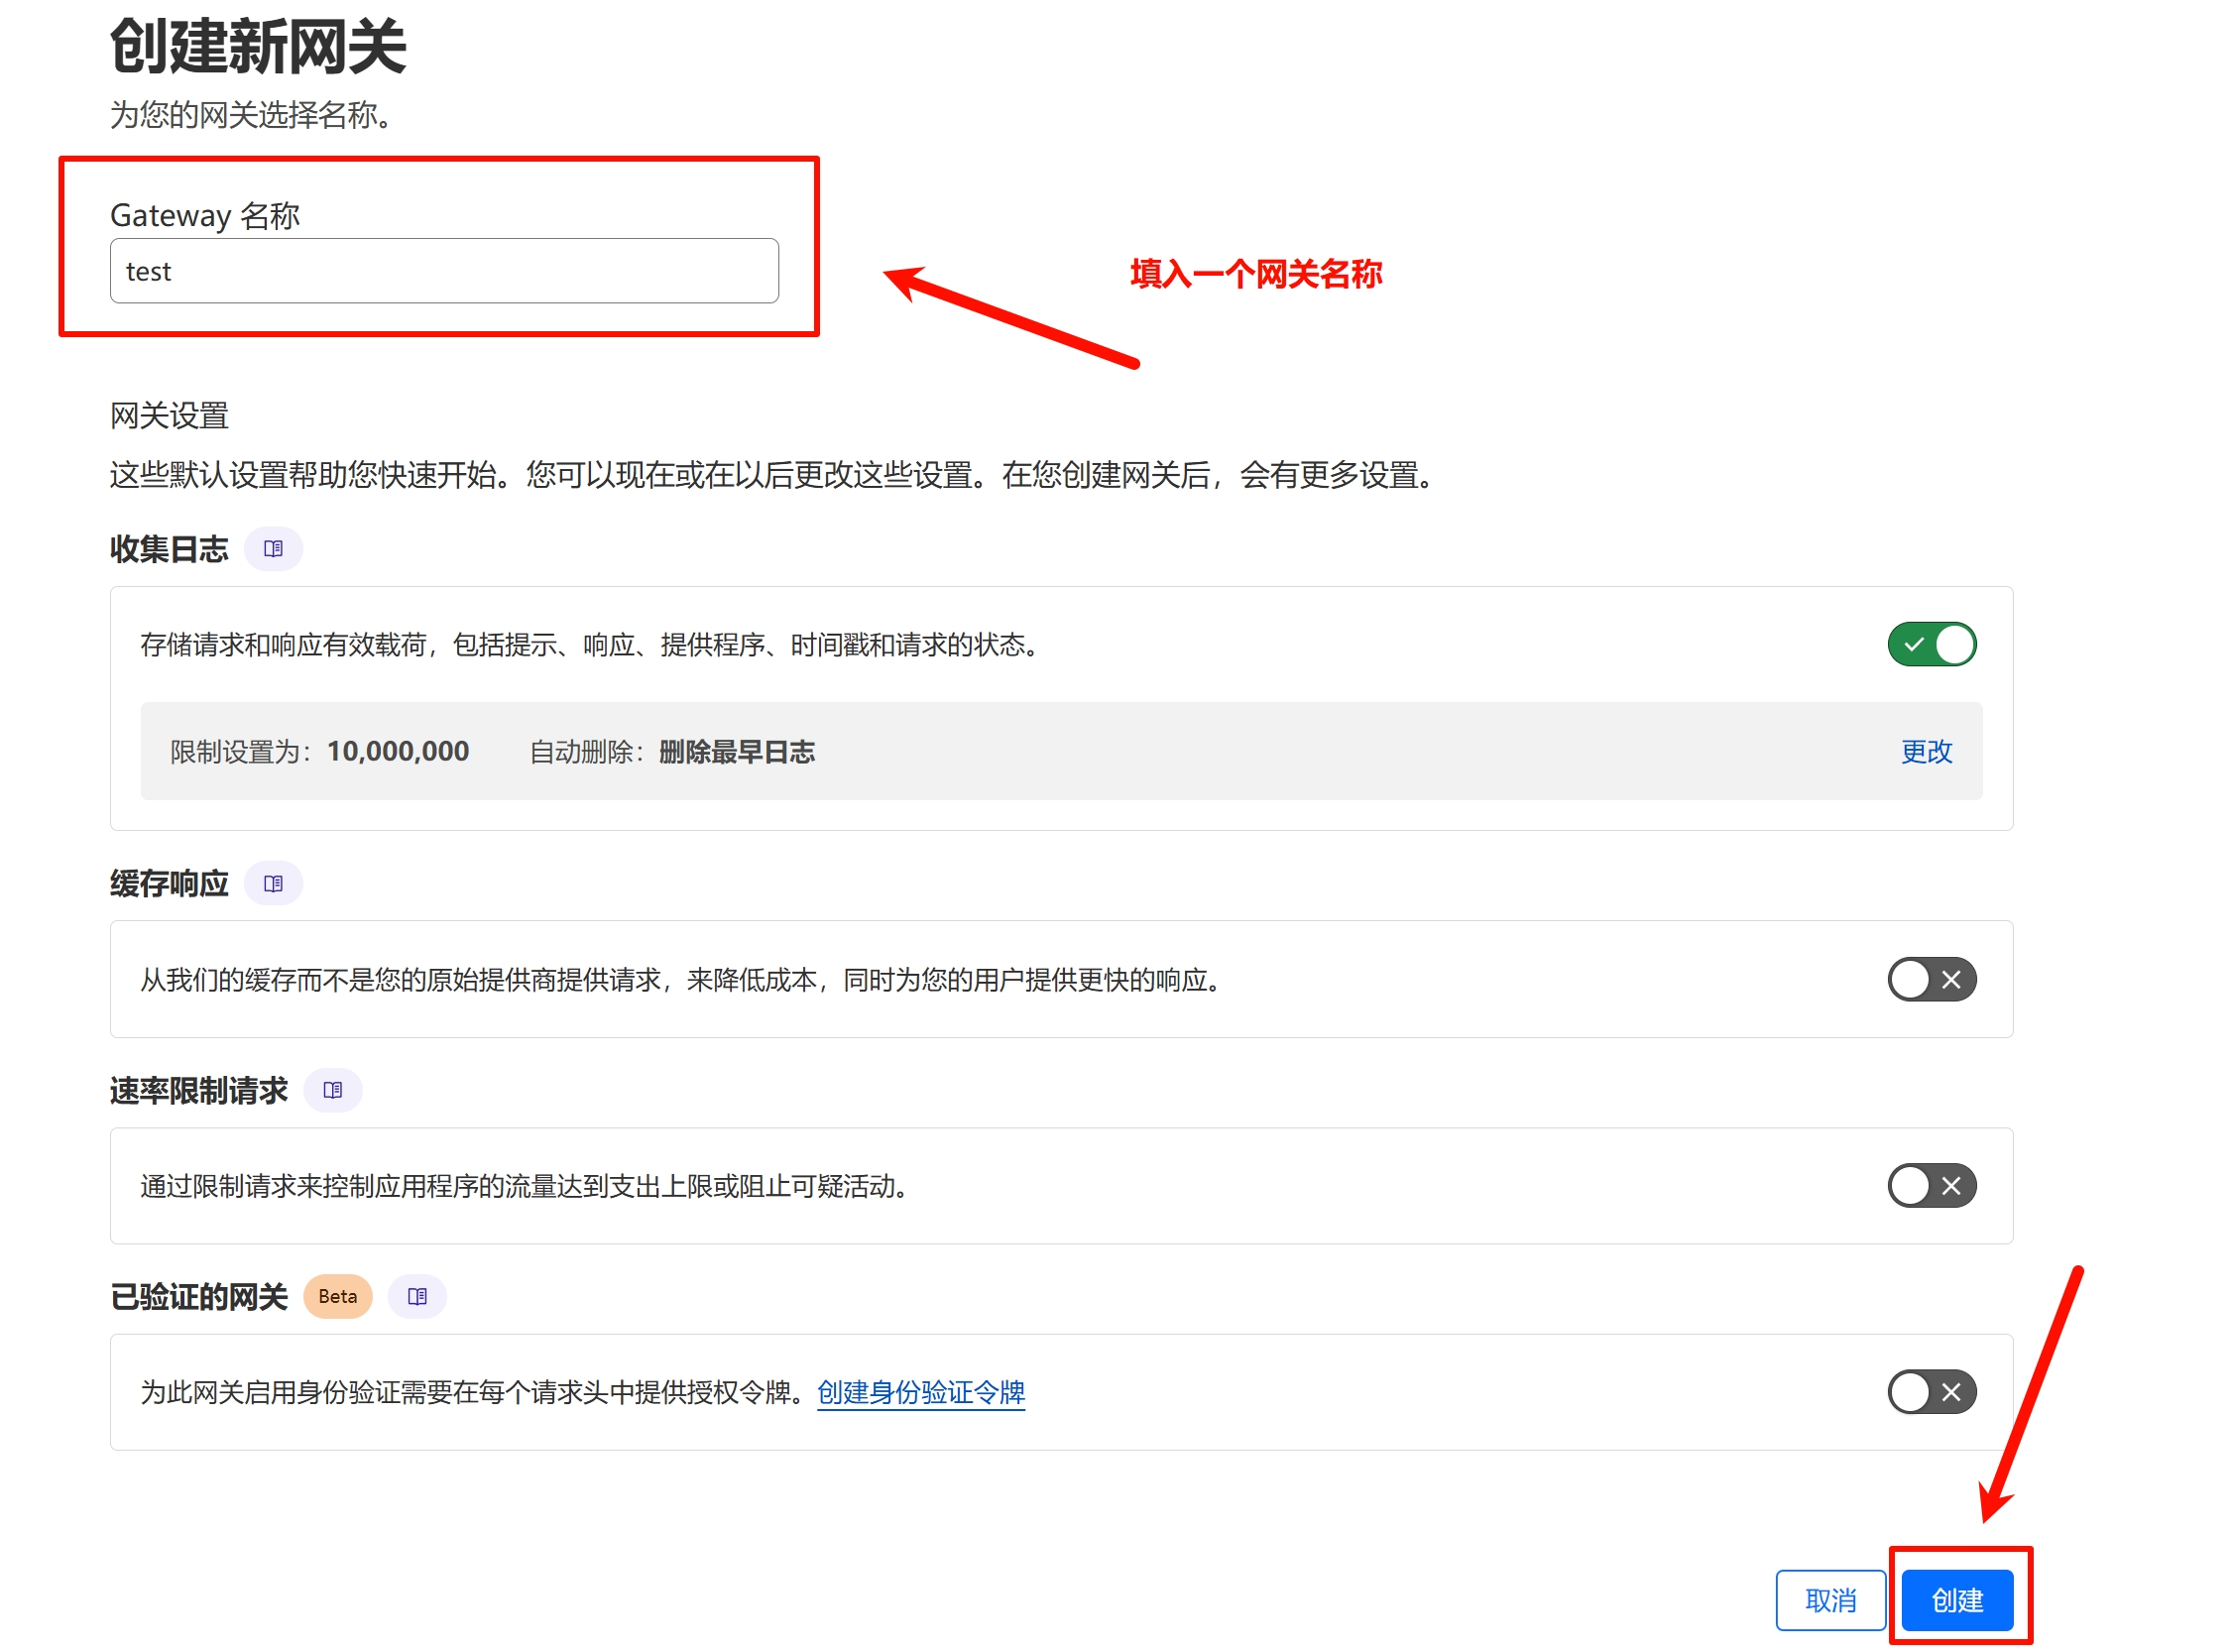 创建新网关
为您的网关选择名称。
Gateway 名称
test
填入一个网关名称
网关设置
这些默认设置帮助您快速开始。您可以现在或在以后更改这些设置。在您创建网关后，会有更多设置。
收集日志
存储请求和响应有效载荷，包括提示、响应、提供程序、时间戳和请求的状态。
限制设置为：10,000,000 自动删除：删除最早日志 更改
缓存响应
从我们的缓存而不是您的原始提供商提供请求，来降低成本，同时为您的用户提供更快的响应。
速率限制请求
通过限制请求来控制应用程序的流量达到支出上限或阻止可疑活动。
已验证的网关 Beta
为此网关启用身份验证需要在每个请求头中提供授权令牌。创建身份验证令牌
取消 创建